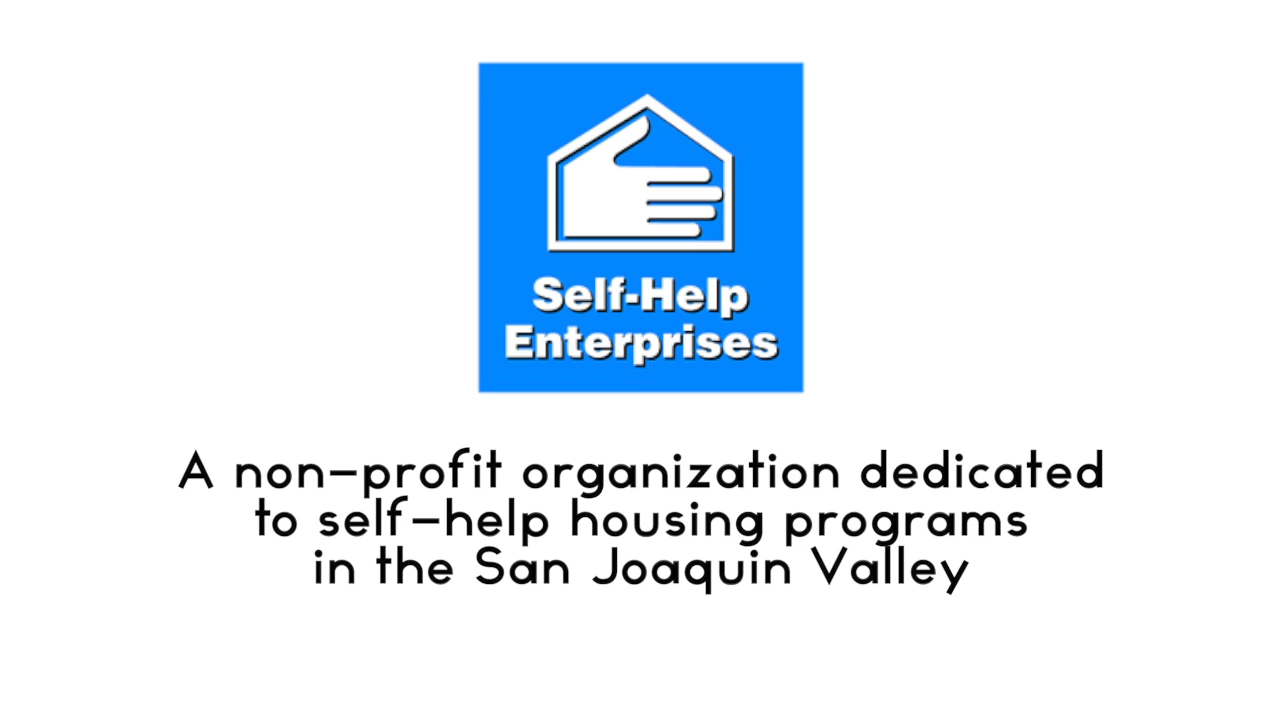 Self-Help
Enterprises
A non-profit organization dedicated
to self-help housing programs
in the San Joaquin Valley